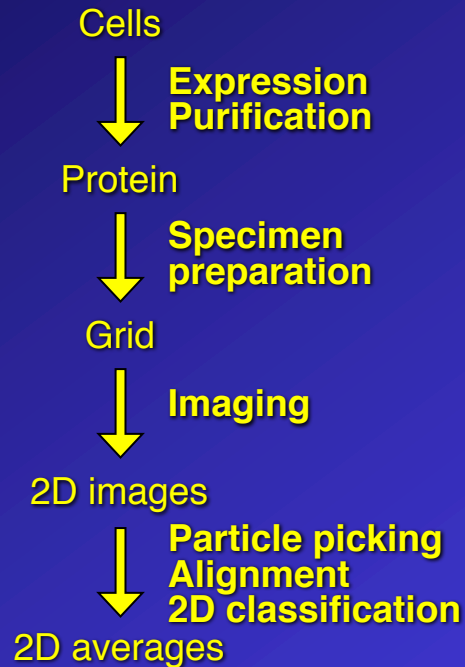 Cells
Expression
Purification
Protein
Specimen
preparation
Grid
Imaging
2D images
Particle picking
Alignment
2D classification
2D averages